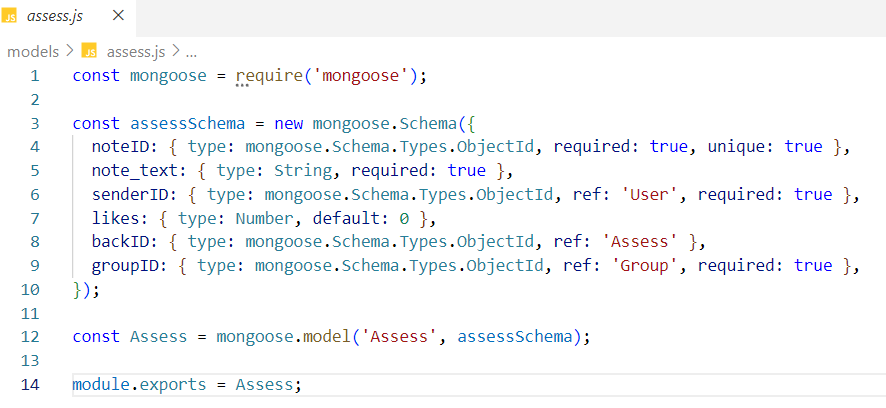 JS assess.js ×
models > JS assess.js > ...
1 const mongoose = require('mongoose');
2
3 const assessSchema = new mongoose.Schema({
4 noteID: { type: mongoose.Schema.Types.ObjectId, required: true, unique: true },
5 note_text: { type: String, required: true },
6 senderID: { type: mongoose.Schema.Types.ObjectId, ref: 'User', required: true },
7 likes: { type: Number, default: 0 },
8 backID: { type: mongoose.Schema.Types.ObjectId, ref: 'Assess' },
9 groupID: { type: mongoose.Schema.Types.ObjectId, ref: 'Group', required: true },
10 });
11
12 const Assess = mongoose.model('Assess', assessSchema);
13
14 module.exports = Assess;